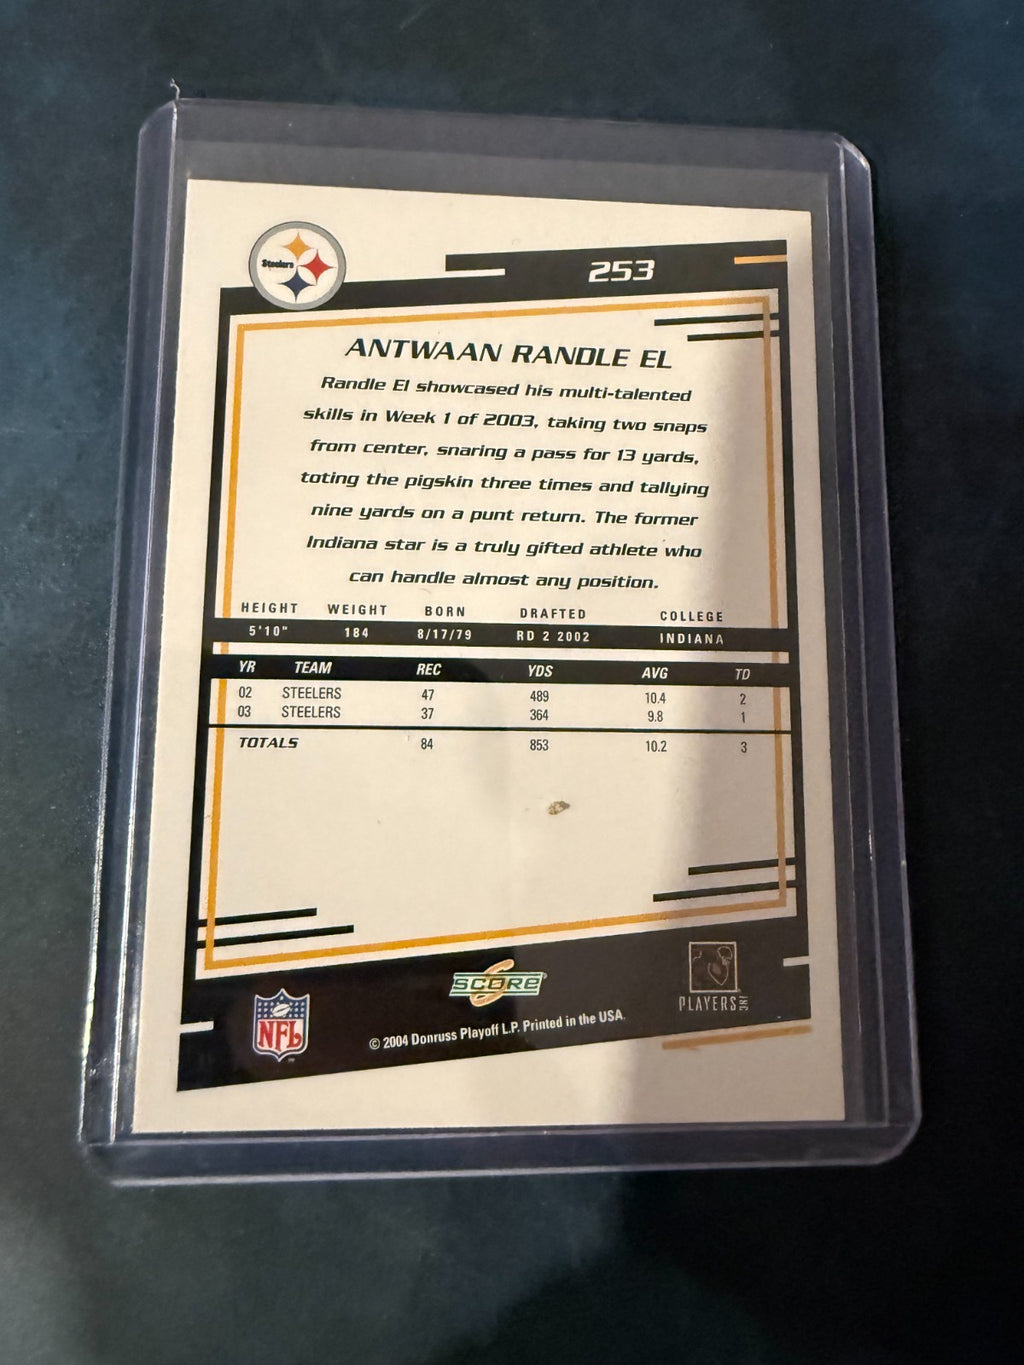 Steelers
253
ANTWAAN RANDLE EL
Randle El showcased his multi-talented
skills in Week 1 of 2003, taking two snaps
from center, snaring a pass for 13 yards,
toting the pigskin three times and tallying
nine yards on a punt return. The former
Indiana star is a truly gifted athlete who
can handle almost any position.
HEIGHT WEIGHT BORN DRAFTED COLLEGE
5'10" 184 8/17/79 RD 2 2002 INDIANA
YR TEAM REC YDS AVG TD
02 STEELERS 47 489 10.4 2
03 STEELERS 37 364 9.8 1
TOTALS 84 853 10.2 3
SCORE
NFL
© 2004 Donruss Playoff L.P. Printed in the USA.
PLAYERS INC